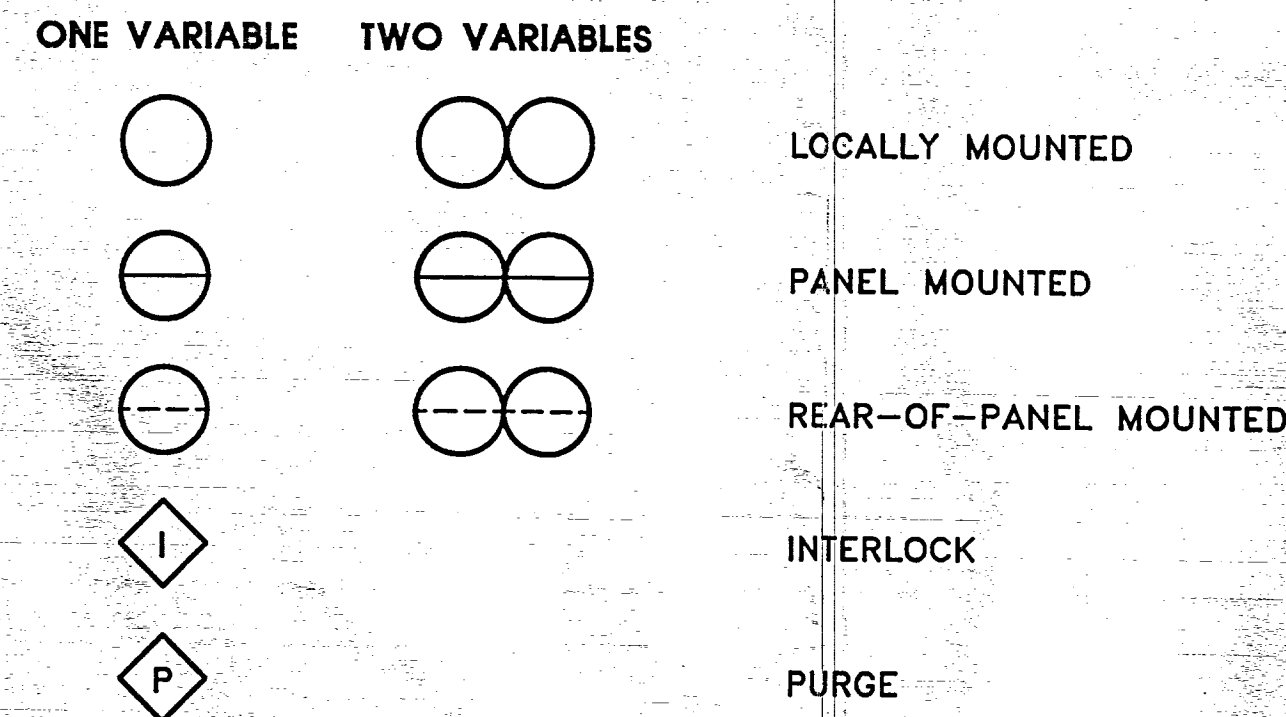 ONE VARIABLE TWO VARIABLES
LOCALLY MOUNTED
PANEL MOUNTED
REAR-OF-PANEL MOUNTED
I INTERLOCK
P PURGE